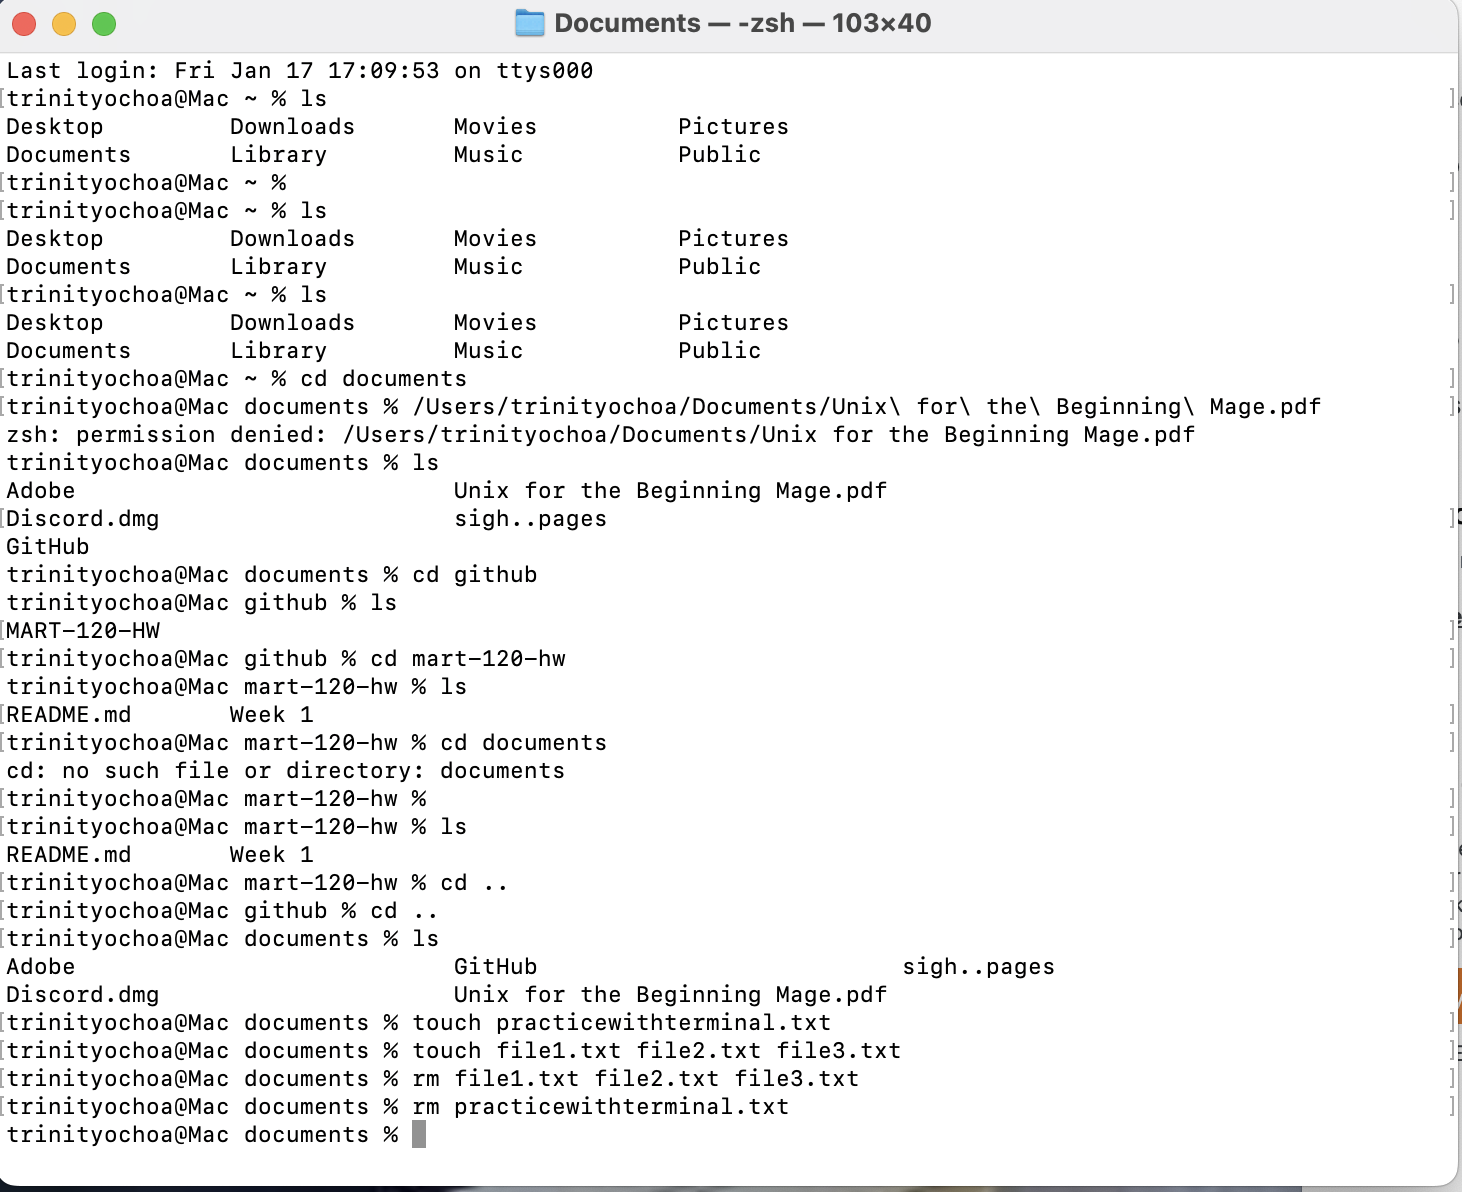 Documents — -zsh — 103×40
Last login: Fri Jan 17 17:09:53 on ttys000
[trinityochoa@Mac ~ % ls ]
Desktop Downloads Movies Pictures
Documents Library Music Public
[trinityochoa@Mac ~ % ]
[trinityochoa@Mac ~ % ls ]
Desktop Downloads Movies Pictures
Documents Library Music Public
[trinityochoa@Mac ~ % ls ]
Desktop Downloads Movies Pictures
Documents Library Music Public
[trinityochoa@Mac ~ % cd documents ]
[trinityochoa@Mac documents % /Users/trinityochoa/Documents/Unix\ for\ the\ Beginning\ Mage.pdf ]
zsh: permission denied: /Users/trinityochoa/Documents/Unix for the Beginning Mage.pdf
trinityochoa@Mac documents % ls
Adobe Unix for the Beginning Mage.pdf
[Discord.dmg sigh..pages ]
GitHub
trinityochoa@Mac documents % cd github
trinityochoa@Mac github % ls
[MART-120-HW ]
[trinityochoa@Mac github % cd mart-120-hw ]
trinityochoa@Mac mart-120-hw % ls
[README.md Week 1 ]
[trinityochoa@Mac mart-120-hw % cd documents ]
cd: no such file or directory: documents
[trinityochoa@Mac mart-120-hw % ]
[trinityochoa@Mac mart-120-hw % ls ]
README.md Week 1
[trinityochoa@Mac mart-120-hw % cd .. ]
[trinityochoa@Mac github % cd .. ]
[trinityochoa@Mac documents % ls ]
Adobe GitHub sigh..pages
Discord.dmg Unix for the Beginning Mage.pdf
[trinityochoa@Mac documents % touch practicewithterminal.txt ]
[trinityochoa@Mac documents % touch file1.txt file2.txt file3.txt ]
[trinityochoa@Mac documents % rm file1.txt file2.txt file3.txt ]
[trinityochoa@Mac documents % rm practicewithterminal.txt ]
trinityochoa@Mac documents %